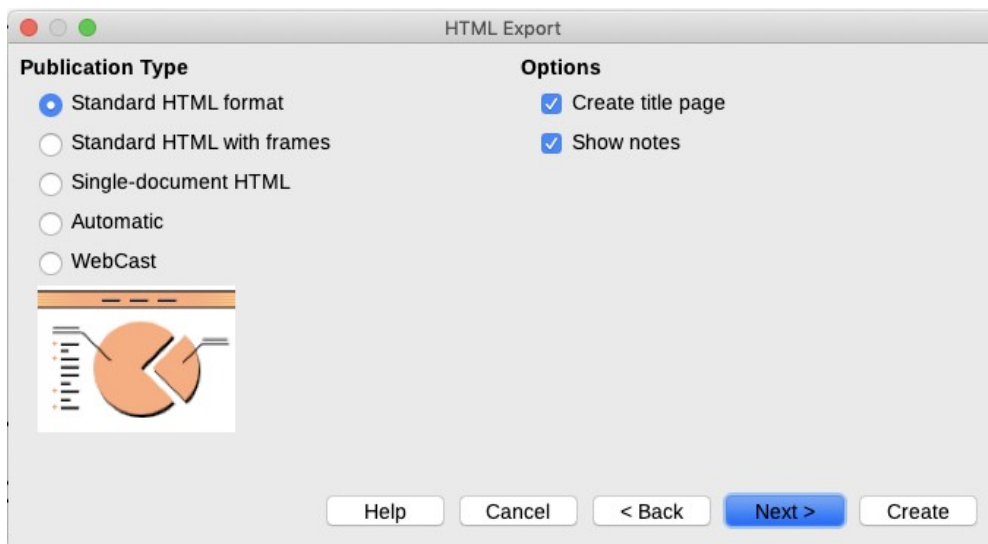 HTML Export
Publication Type
Standard HTML format
Standard HTML with frames
Single-document HTML
Automatic
WebCast
Options
Create title page
Show notes
Help
Cancel
< Back
Next >
Create